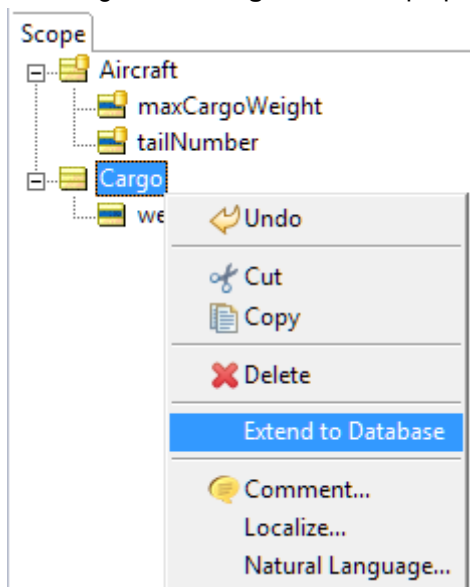 Scope
Aircraft
maxCargoWeight
tailNumber
Cargo
we
Undo
Cut
Copy
Delete
Extend to Database
Comment...
Localize...
Natural Language...